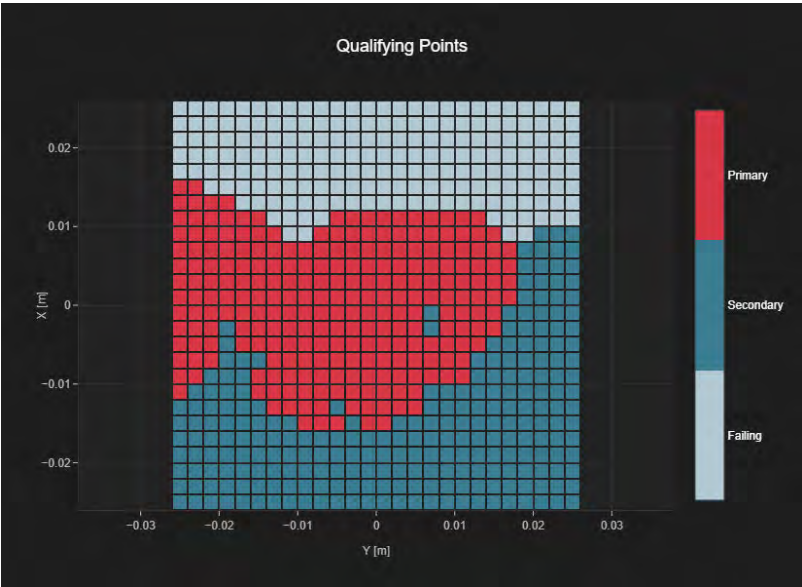 Qualifying Points
0.02
0.01
0
−0.01
−0.02
X [m]
−0.03
−0.02
−0.01
0
0.01
0.02
0.03
Y [m]
Primary
Secondary
Failing